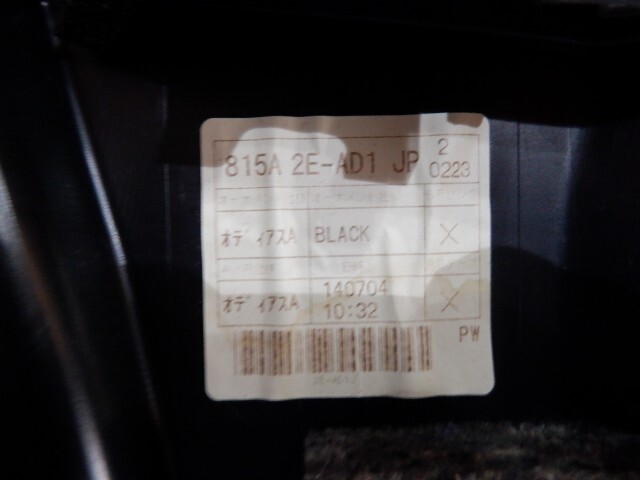 815A 2E-AD1 JP 2
0223
オディアスA BLACK X
オディアスA 140704 X
10:32
PW